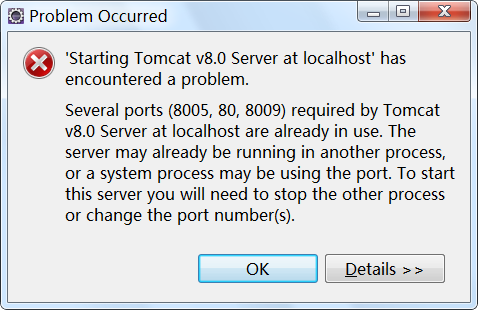 Problem Occurred
'Starting Tomcat v8.0 Server at localhost' has
encountered a problem.
Several ports (8005, 80, 8009) required by Tomcat
v8.0 Server at localhost are already in use. The
server may already be running in another process,
or a system process may be using the port. To start
this server you will need to stop the other process
or change the port number(s).
OK
Details >>